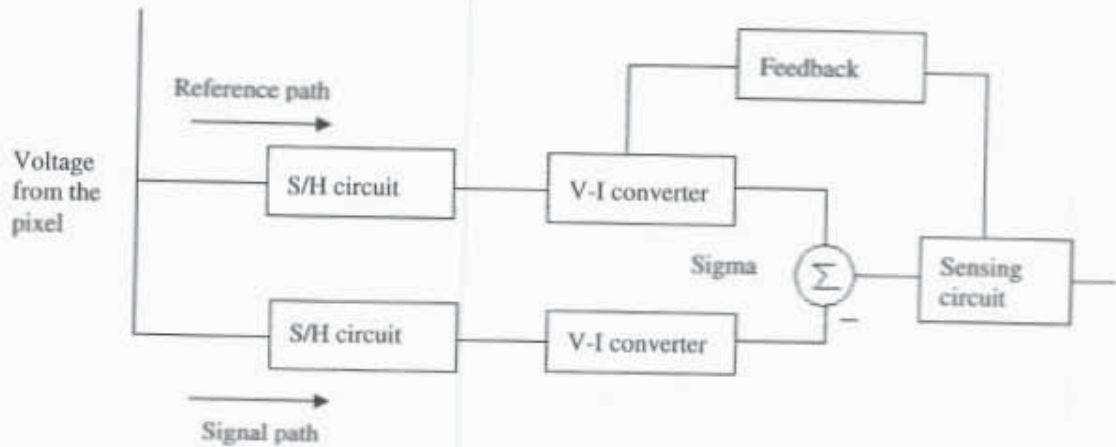 Feedback
Reference path
Voltage
from the
pixel
S/H circuit
V-I converter
Sigma
Σ
Sensing
circuit
−
S/H circuit
V-I converter
Signal path